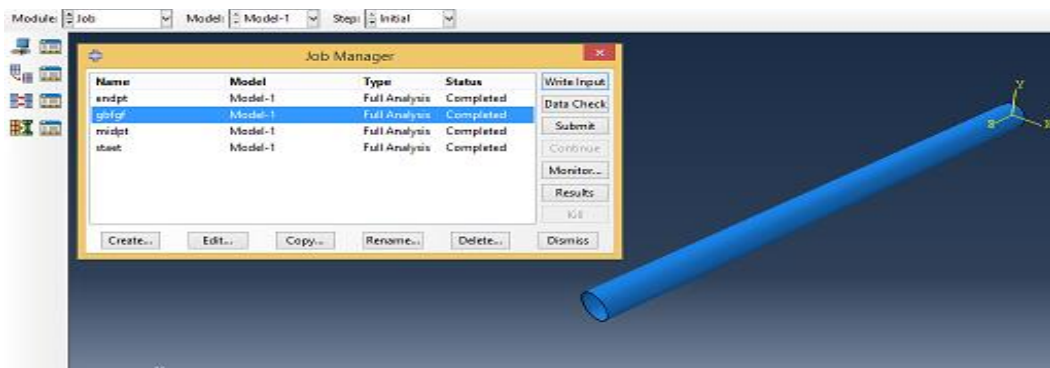 Module: Job Model: Model-1 Step: Initial
Job Manager
Name Model Type Status
endpt Model-1 Full Analysis Completed
gbfgf Model-1 Full Analysis Completed
midpt Model-1 Full Analysis Completed
staet Model-1 Full Analysis Completed
Write Input
Data Check
Submit
Continue
Monitor...
Results
Kill
Create... Edit... Copy... Rename... Delete... Dismiss
Y
X